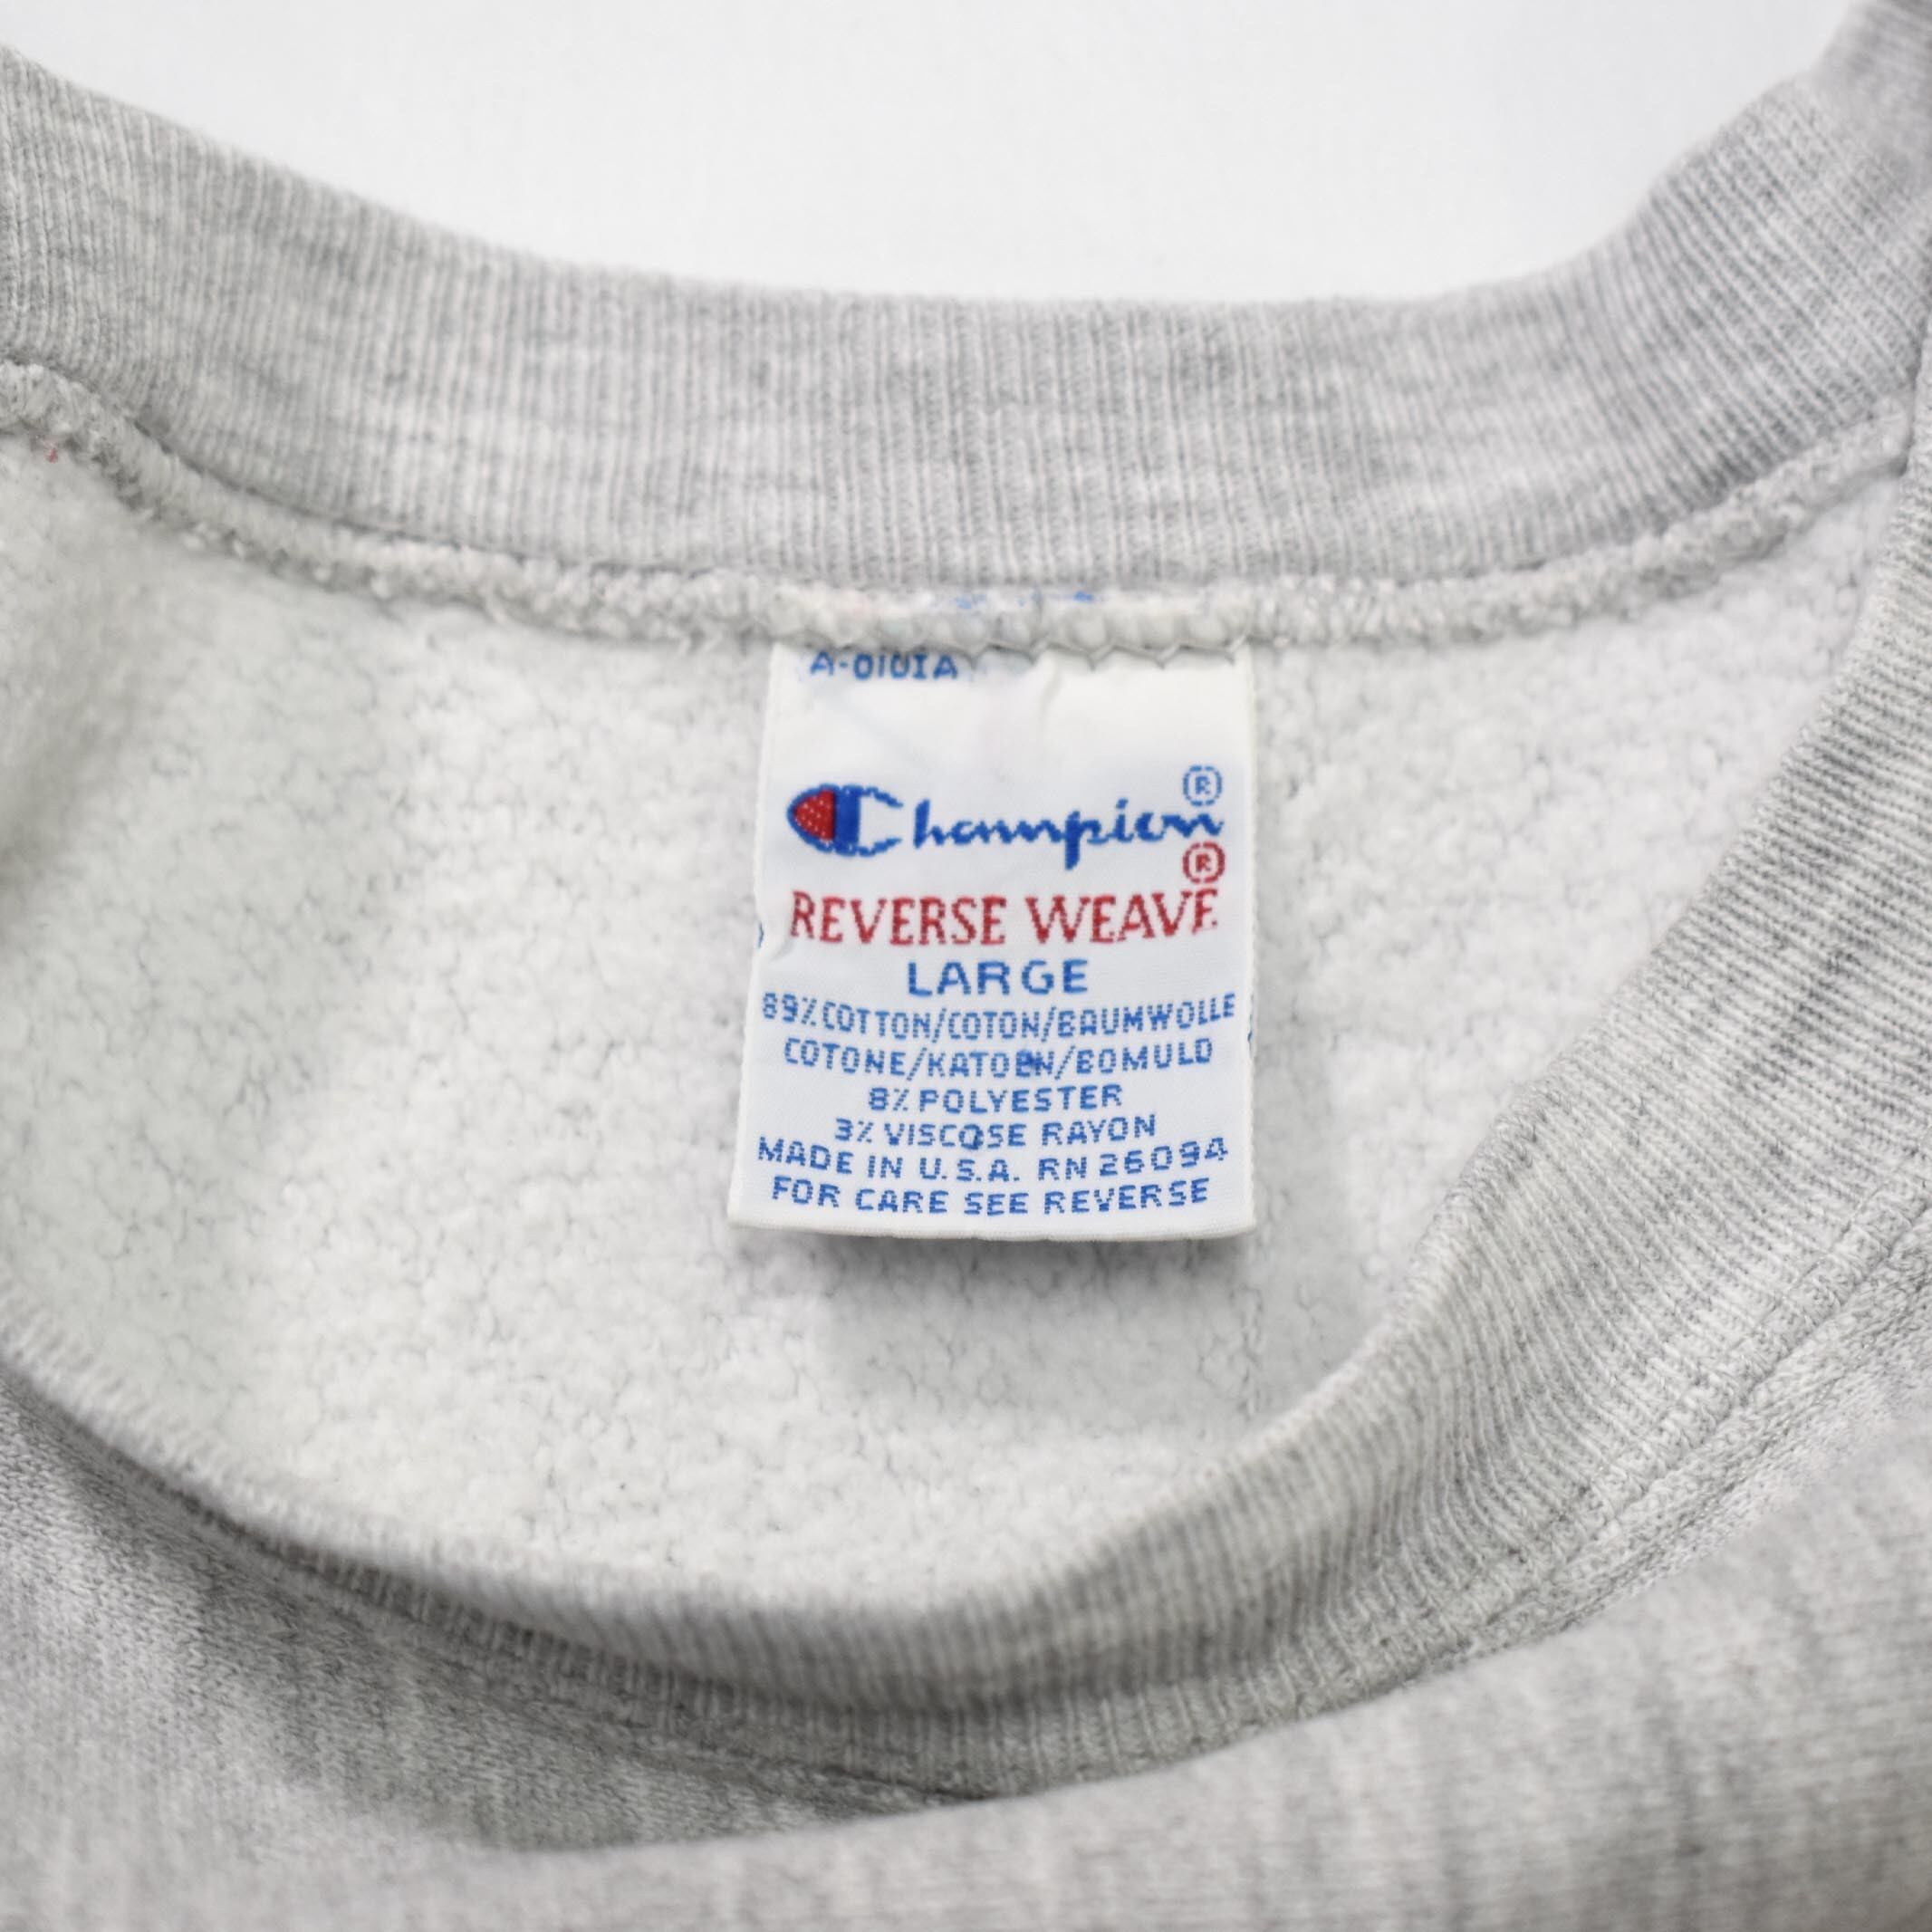 A-0101A
Champion®
REVERSE WEAVE®
LARGE
89% COTTON/COTON/BAUMWOLLE
COTONE/KATOEN/BOMULD
8% POLYESTER
3% VISCOSE RAYON
MADE IN U.S.A. RN 26094
FOR CARE SEE REVERSE